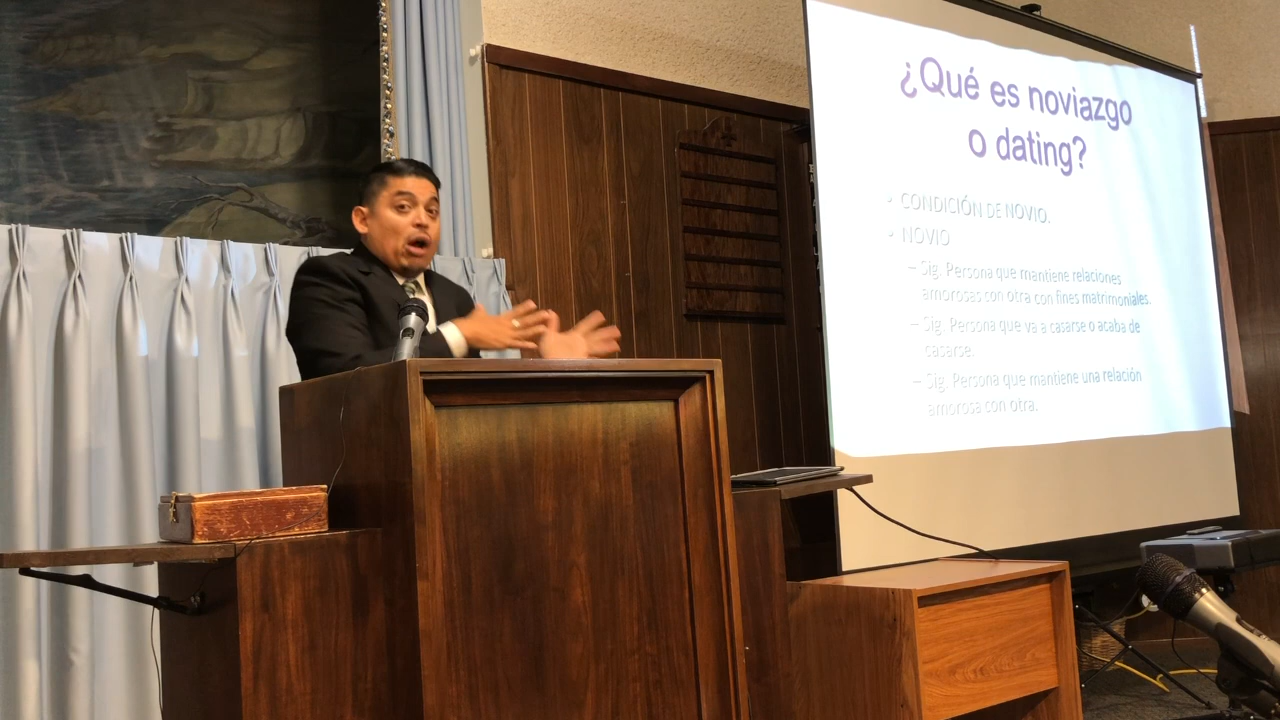 ¿Qué es noviazgo
o dating?
• CONDICIÓN DE NOVIO.
• NOVIO
– Sig. Persona que mantiene relaciones
amorosas con otra con fines matrimoniales.
– Sig. Persona que va a casarse o acaba de
casarse.
– Sig. Persona que mantiene una relación
amorosa con otra.